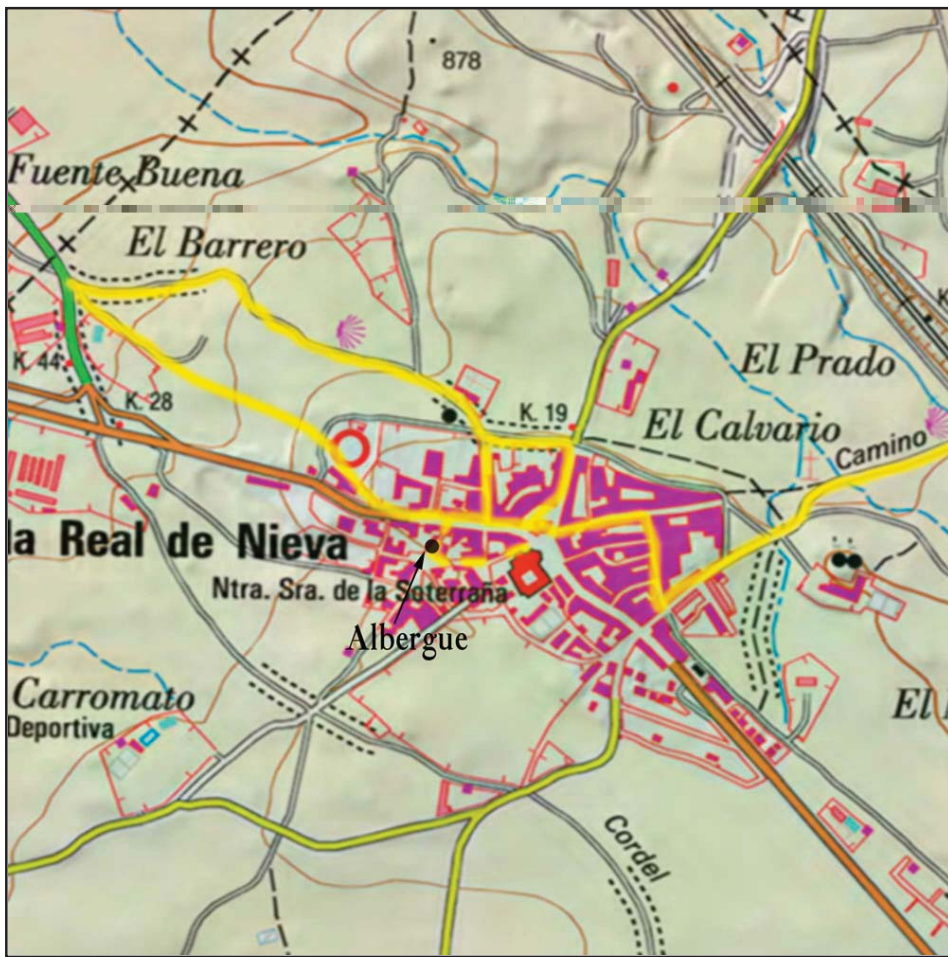 878
Fuente Buena
El Barrero
K. 44
K. 28
K. 19
El Prado
El Calvario
Camino
la Real de Nieva
Ntra. Sra. de la Soterraña
Albergue
Carromato
Deportiva
El
Cordel